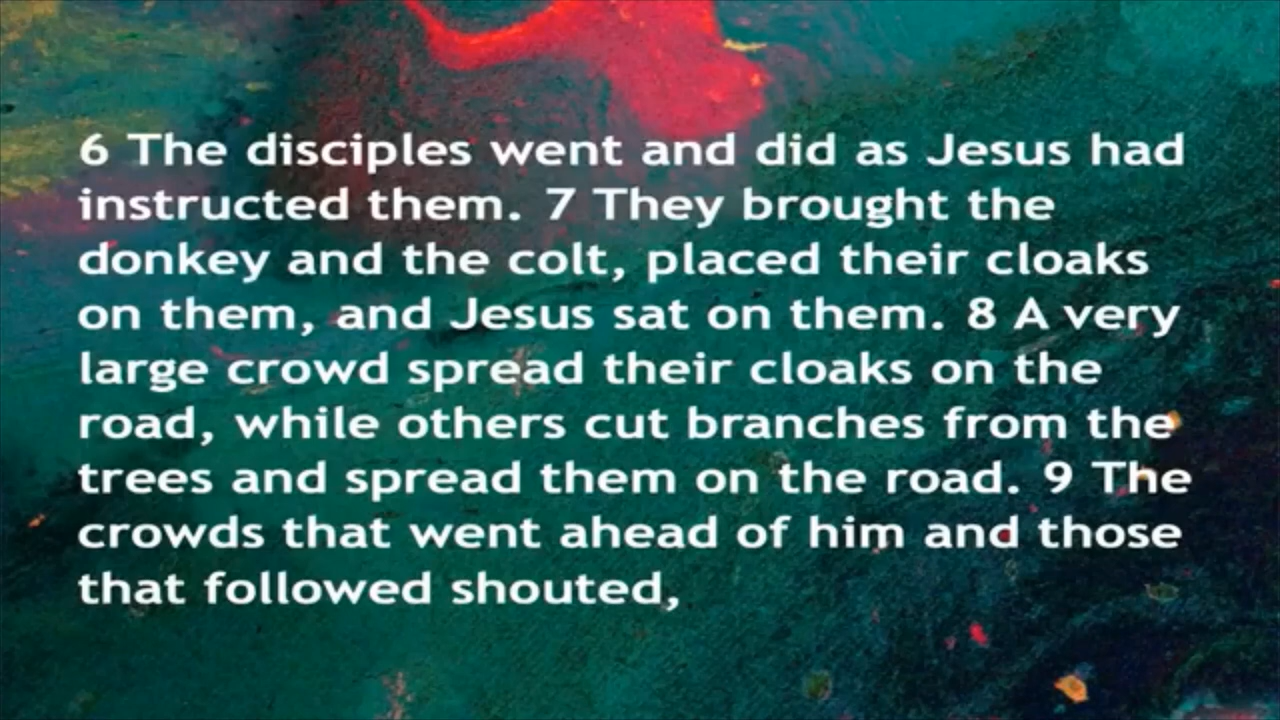 6 The disciples went and did as Jesus had
instructed them. 7 They brought the
donkey and the colt, placed their cloaks
on them, and Jesus sat on them. 8 A very
large crowd spread their cloaks on the
road, while others cut branches from the
trees and spread them on the road. 9 The
crowds that went ahead of him and those
that followed shouted,